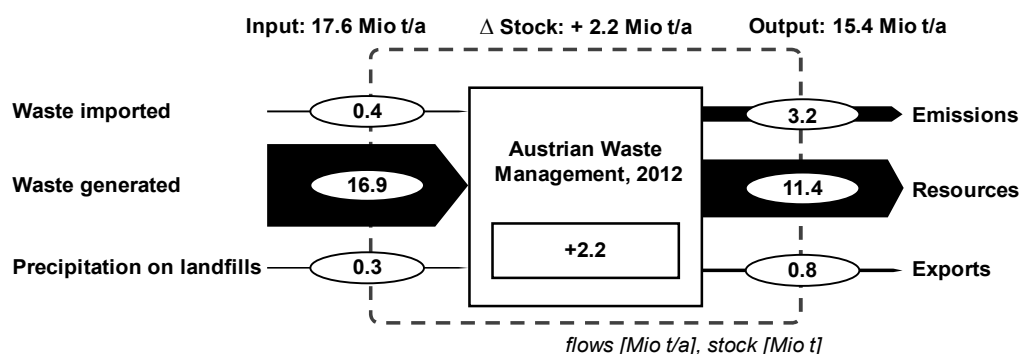 Input: 17.6 Mio t/a
Δ Stock: + 2.2 Mio t/a
Output: 15.4 Mio t/a
Waste imported
0.4
3.2
Emissions
Austrian Waste
Management, 2012
Waste generated
16.9
11.4
Resources
+2.2
Precipitation on landfills
0.3
0.8
Exports
flows [Mio t/a], stock [Mio t]